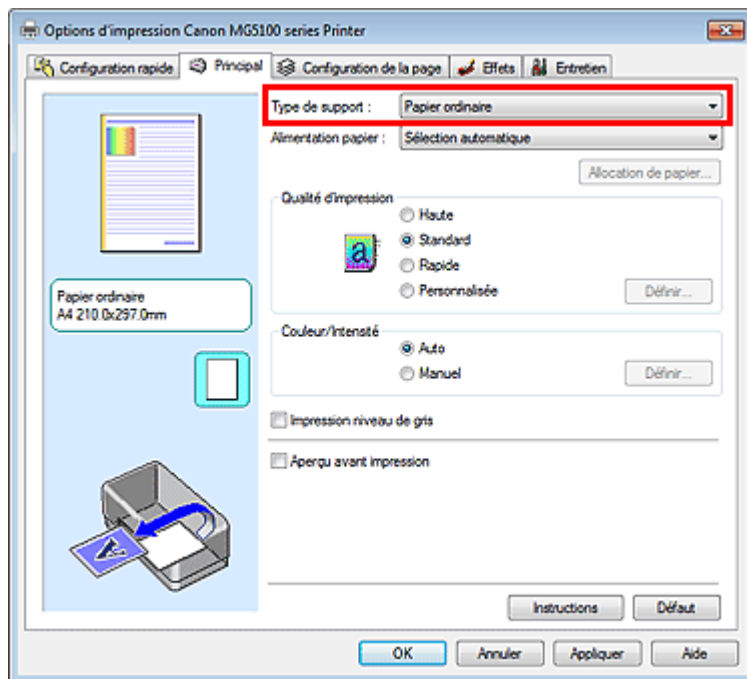 Options d'impression Canon MG5100 series Printer
Configuration rapide Principal Configuration de la page Effets Entretien
Type de support : Papier ordinaire
Alimentation papier : Sélection automatique
Allocation de papier...
Qualité d'impression
Haute
a
Standard
Rapide
Personnalisée Définir...
Papier ordinaire
A4 210.0x297.0mm
Couleur/Intensité
Auto
Manuel Définir...
Impression niveau de gris
Aperçu avant impression
A
Instructions Défaut
OK Annuler Appliquer Aide